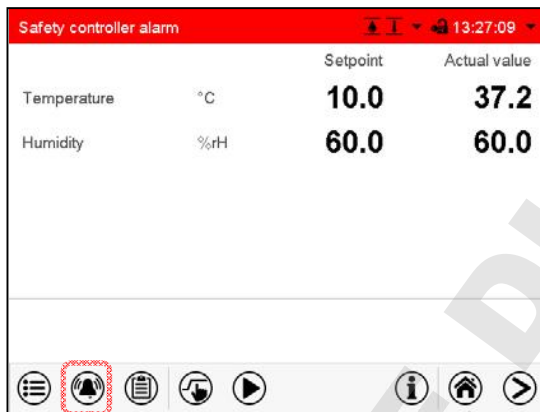 Safety controller alarm 13:27:09
Setpoint Actual value
Temperature °C 10.0 37.2
Humidity %rH 60.0 60.0